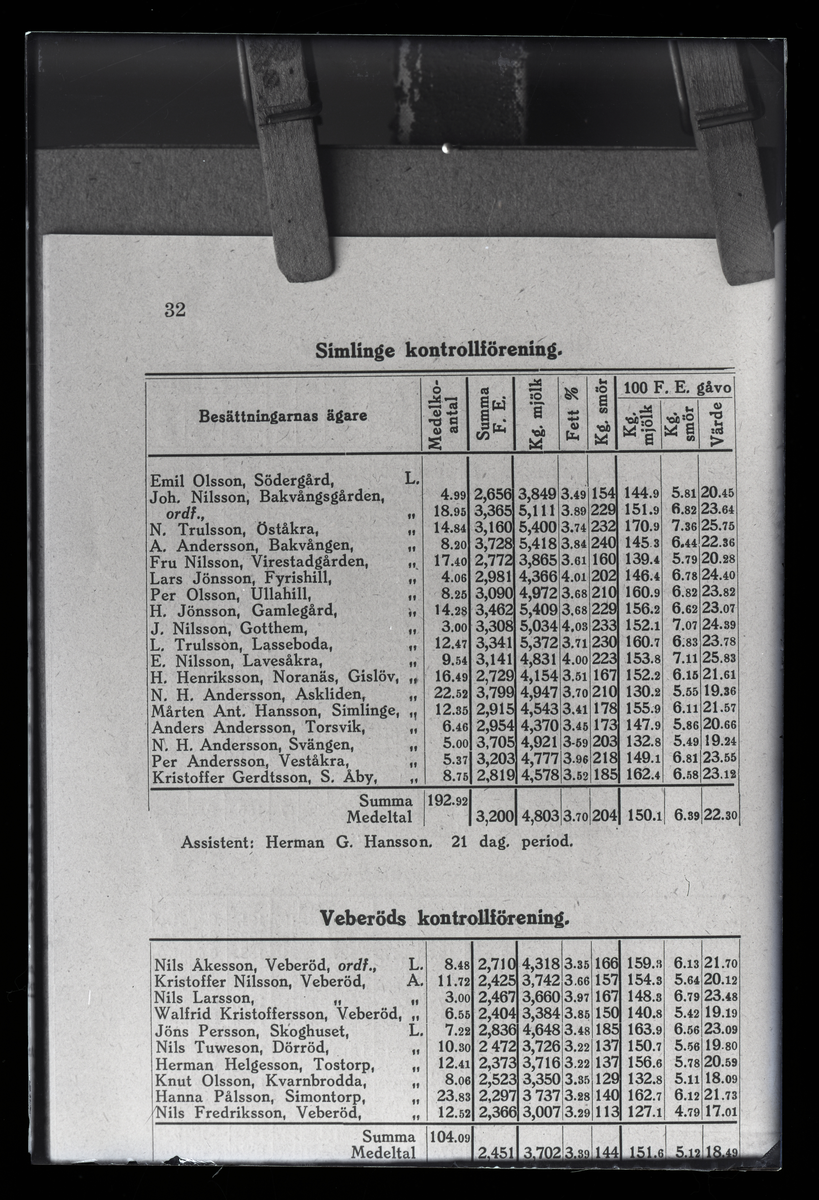 32
Simlinge kontrollförening.
Besättningarnas ägare Medelko-antal Summa F. E. Kg. mjölk Fett % Kg. smör 100 F. E. gåvo
Kg. mjölk Kg. smör Värde
Emil Olsson, Södergård, L.
Joh. Nilsson, Bakvångsgården, 4.99 2,656 3,849 3.49 154 144.9 5.81 20.45
ordf., „ 18.95 3,365 5,111 3.89 229 151.9 6.82 23.64
N. Trulsson, Öståkra, „ 14.84 3,160 5,400 3.74 232 170.9 7.36 25.75
A. Andersson, Bakvången, „ 8.20 3,728 5,418 3.84 240 145.3 6.44 22.36
Fru Nilsson, Virestadgården, „ 17.40 2,772 3,865 3.61 160 139.4 5.79 20.28
Lars Jönsson, Fyrishill, „ 4.06 2,981 4,366 4.01 202 146.4 6.78 24.40
Per Olsson, Ullahill, „ 8.25 3,090 4,972 3.68 210 160.9 6.82 23.82
H. Jönsson, Gamlegård, „ 14.28 3,462 5,409 3.68 229 156.2 6.62 23.07
J. Nilsson, Gotthem, „ 3.00 3,308 5,034 4.03 233 152.1 7.07 24.39
L. Trulsson, Lasseboda, „ 12.47 3,341 5,372 3.71 230 160.7 6.83 23.78
E. Nilsson, Lavesåkra, „ 9.54 3,141 4,831 4.00 223 153.8 7.11 25.83
H. Henriksson, Noranäs, Gislöv, „ 16.49 2,729 4,154 3.51 167 152.2 6.15 21.61
N. H. Andersson, Askliden, „ 22.52 3,799 4,947 3.70 210 130.2 5.55 19.36
Mårten Ant. Hansson, Simlinge, „ 12.35 2,915 4,543 3.41 178 155.9 6.11 21.57
Anders Andersson, Torsvik, „ 6.46 2,954 4,370 3.45 173 147.9 5.86 20.66
N. H. Andersson, Svängen, „ 5.00 3,705 4,921 3-59 203 132.8 5.49 19.24
Per Andersson, Veståkra, „ 5.37 3,203 4,777 3.96 218 149.1 6.81 23.55
Kristoffer Gerdtsson, S. Åby, „ 8.75 2,819 4,578 3.52 185 162.4 6.58 23.12
Summa 192.92
Medeltal 3,200 4,803 3.70 204 150.1 6.39 22.30
Assistent: Herman G. Hansson. 21 dag. period.
Veberöds kontrollförening.
Nils Åkesson, Veberöd, ordf., L. 8.48 2,710 4,318 3.35 166 159.3 6.13 21.70
Kristoffer Nilsson, Veberöd, A. 11.72 2,425 3,742 3.66 157 154.3 5.64 20.12
Nils Larsson, „ „ 3.00 2,467 3,660 3.97 167 148.3 6.79 23.48
Walfrid Kristoffersson, Veberöd, „ 6.55 2,404 3,384 3.85 150 140.8 5.42 19.19
Jöns Persson, Skoghuset, L. 7.22 2,836 4,648 3.48 185 163.9 6.56 23.09
Nils Tuweson, Dörröd, „ 10.30 2 472 3,726 3.22 137 150.7 5.56 19.80
Herman Helgesson, Tostorp, „ 12.41 2,373 3,716 3.22 137 156.6 5.78 20.59
Knut Olsson, Kvarnbrodda, „ 8.06 2,523 3,350 3.35 129 132.8 5.11 18.09
Hanna Pålsson, Simontorp, „ 23.83 2,297 3 737 3.28 140 162.7 6.12 21.73
Nils Fredriksson, Veberöd, „ 12.52 2,366 3,007 3.29 113 127.1 4.79 17.01
Summa 104.09
Medeltal 2,451 3,702 3.39 144 151.6 5.12 18.49